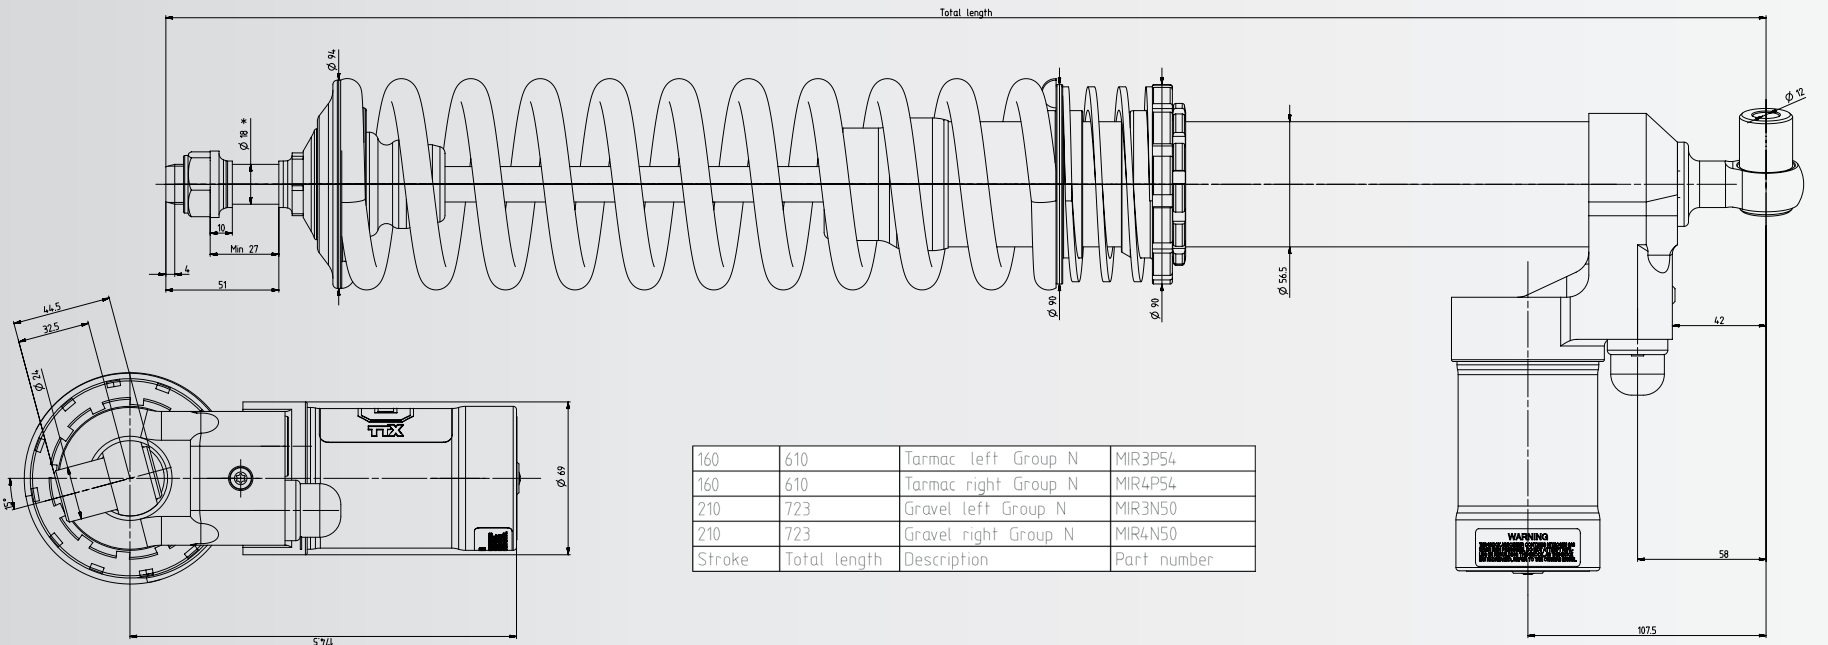 Total length
Ø 94
Ø 12
Ø 18 *
10
Min 27
4
51
Ø 90
Ø 90
Ø 56.5
42
44.5
32.5
Ø 24
15°
TTX
Ø 69
174.5
160 610 Tarmac left Group N MIR3P54
160 610 Tarmac right Group N MIR4P54
210 723 Gravel left Group N MIR3N50
210 723 Gravel right Group N MIR4N50
Stroke Total length Description Part number
WARNING
58
107.5